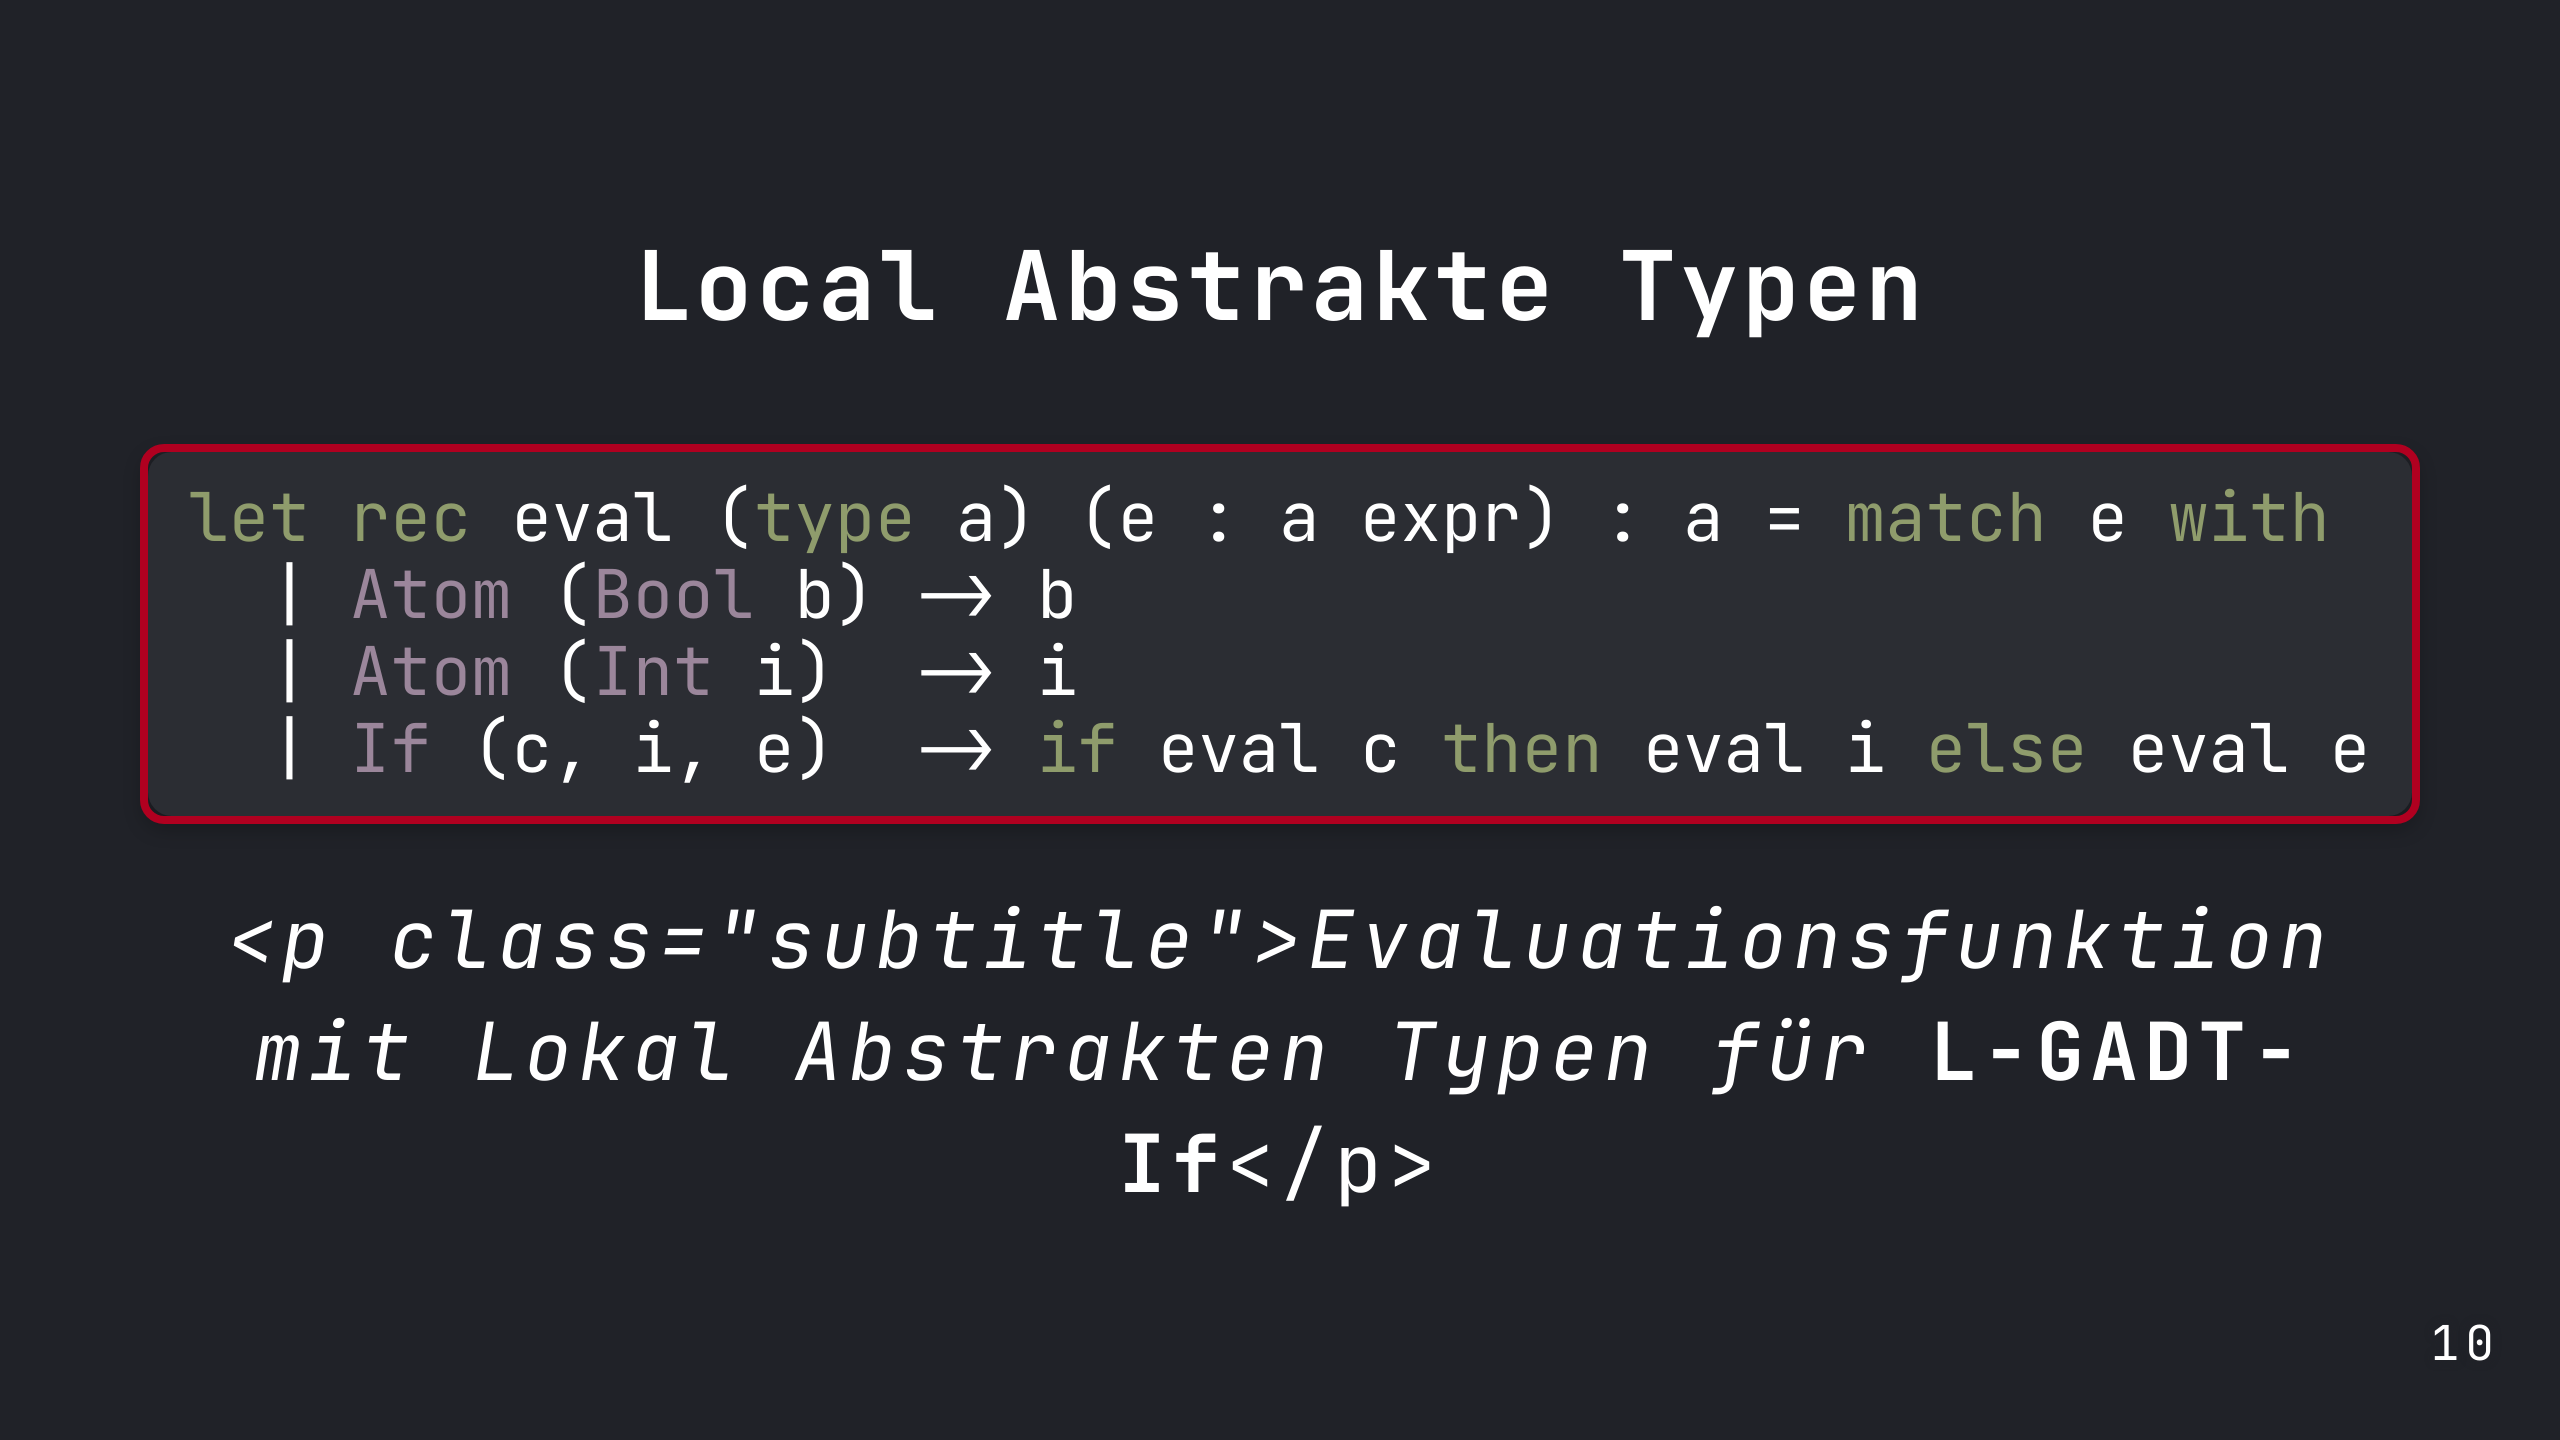 Local Abstrakte Typen
let rec eval (type a) (e : a expr) : a = match e with
  | Atom (Bool b) -> b
  | Atom (Int i)  -> i
  | If (c, i, e)  -> if eval c then eval i else eval e
<p class="subtitle">Evaluationsfunktion
mit Lokal Abstrakten Typen für L-GADT-
If</p>
10